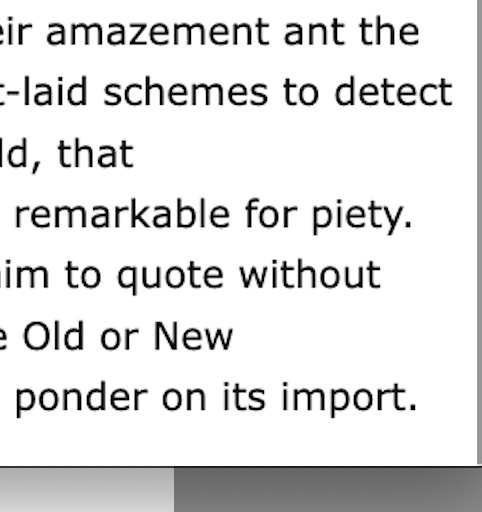 eir amazement ant the
t-laid schemes to detect
ld, that
remarkable for piety.
aim to quote without
e Old or New
ponder on its import.